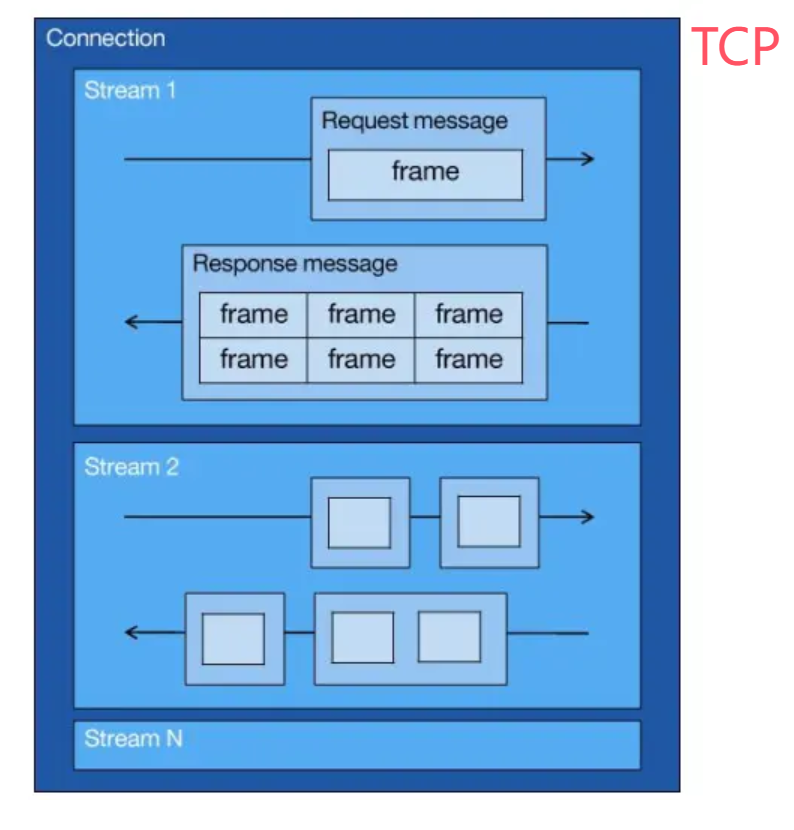 Connection
TCP
Stream 1
Request message
frame
Response message
frame frame frame
frame frame frame
Stream 2
Stream N